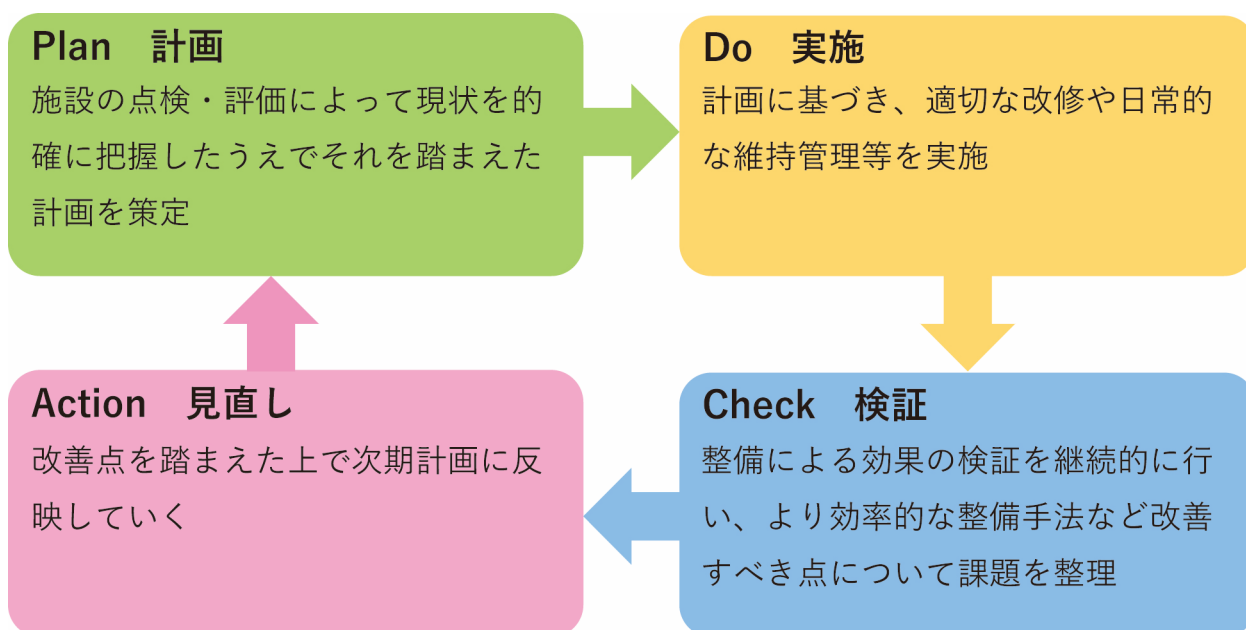 Plan　計画
施設の点検・評価によって現状を的
確に把握したうえでそれを踏まえた
計画を策定
Do　実施
計画に基づき、適切な改修や日常的
な維持管理等を実施
Action　見直し
改善点を踏まえた上で次期計画に反
映していく
Check　検証
整備による効果の検証を継続的に行
い、より効率的な整備手法など改善
すべき点について課題を整理